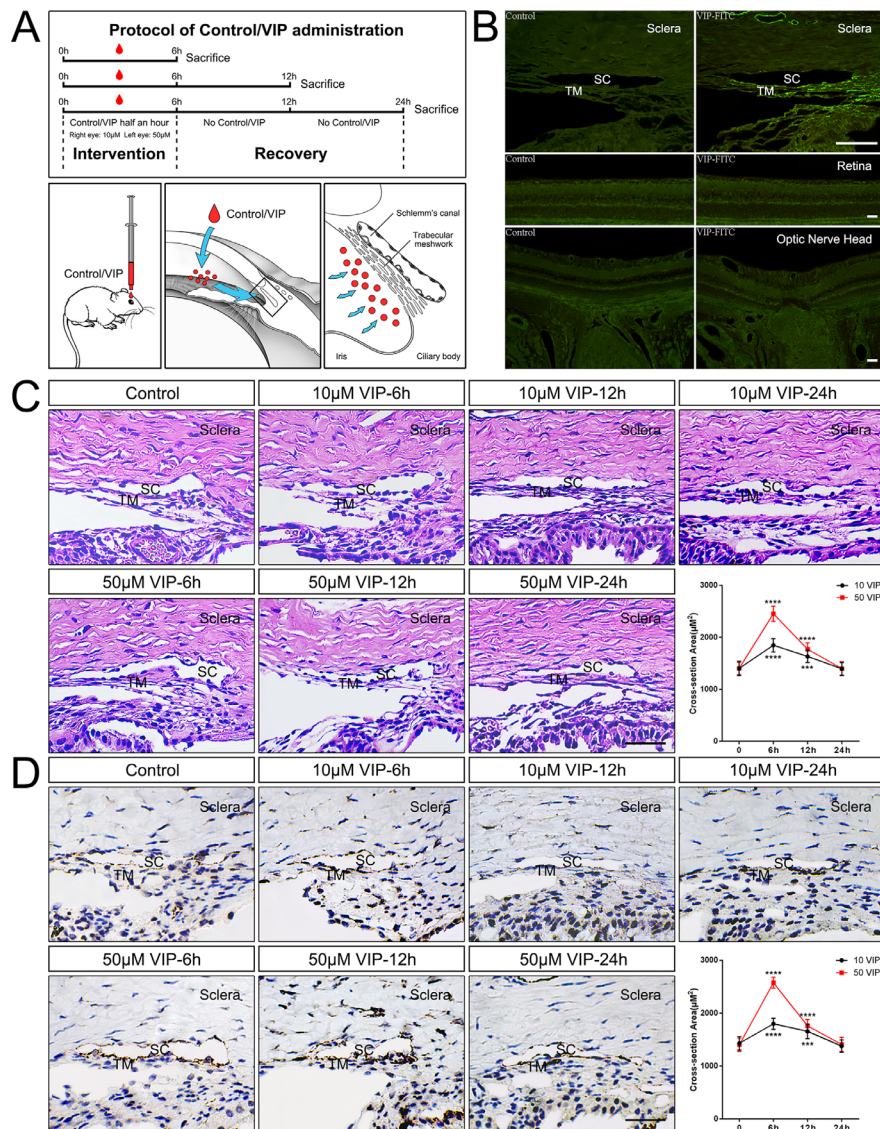 A
Protocol of Control/VIP administration
0h
6h
Sacrifice
0h
6h
12h
Sacrifice
0h
6h
12h
24h
Sacrifice
Control/VIP half an hour
No Control/VIP
No Control/VIP
Right eye: 10μM Left eye: 50μM
Intervention
Recovery
Control/VIP
Control/VIP
Schlemm's canal
Trabecular
meshwork
Iris
Ciliary body
B
Control
Sclera
SC
TM
VIP-FITC
Sclera
SC
TM
Control
VIP-FITC
Retina
Control
VIP-FITC
Optic Nerve Head
C
Control
10μM VIP-6h
10μM VIP-12h
10μM VIP-24h
Sclera
SC
TM
Sclera
SC
TM
Sclera
SC
TM
Sclera
SC
TM
50μM VIP-6h
50μM VIP-12h
50μM VIP-24h
Sclera
SC
TM
Sclera
SC
TM
Sclera
SC
TM
10 VIP
50 VIP
Cross-section Area(μM²)
3000
2000
1000
0
****
****
****
***
0
6h
12h
24h
D
Control
10μM VIP-6h
10μM VIP-12h
10μM VIP-24h
Sclera
SC
TM
Sclera
SC
TM
Sclera
SC
TM
Sclera
SC
TM
50μM VIP-6h
50μM VIP-12h
50μM VIP-24h
Sclera
SC
TM
Sclera
SC
TM
Sclera
SC
TM
10 VIP
50 VIP
Cross-section Area(μM²)
3000
2000
1000
0
****
****
****
***
0
6h
12h
24h